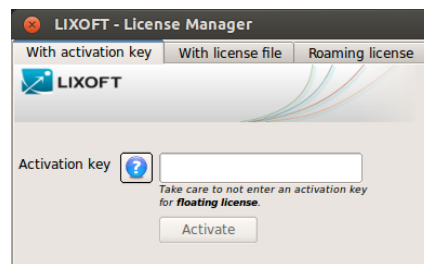 LIXOFT - License Manager
With activation key With license file Roaming license
LIXOFT
Activation key
Take care to not enter an activation key
for floating license.
Activate